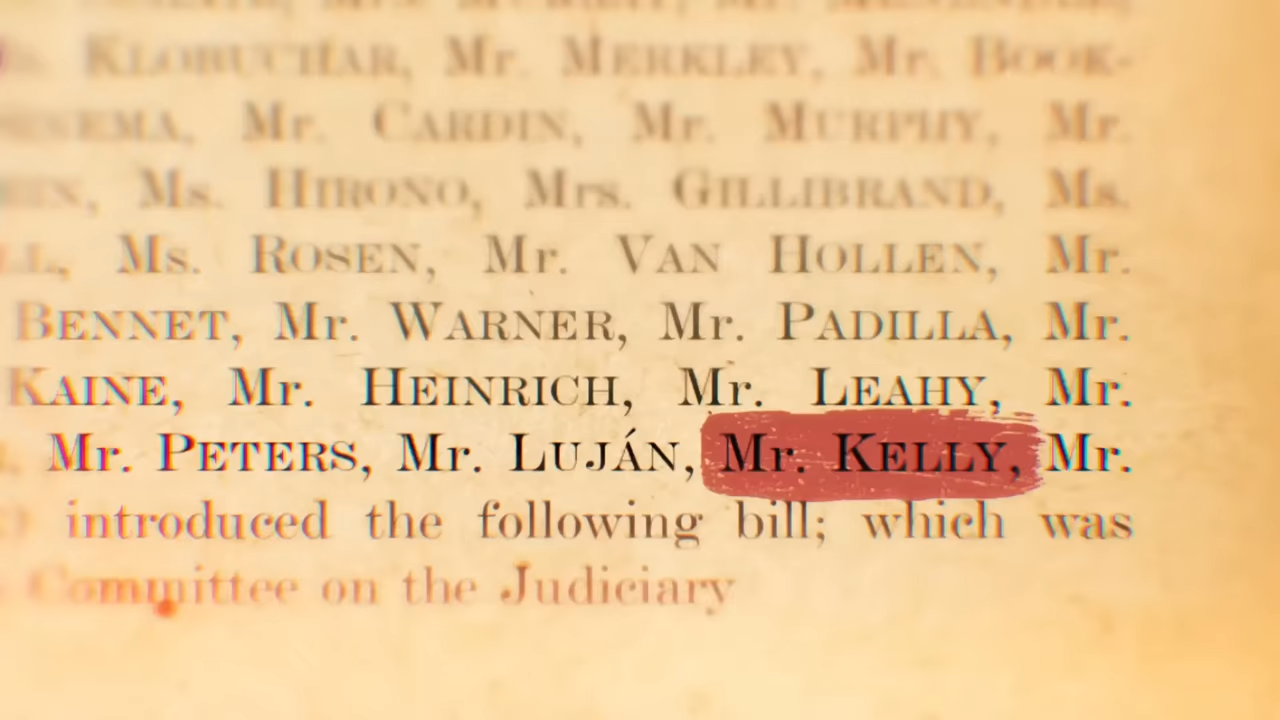 KLOBUCHAR, Mr. MERKLEY, Mr. BOOK-
Mr. CARDIN, Mr. MURPHY, Mr.
Ms. HIRONO, Mrs. GILLIBRAND, Ms.
Ms. ROSEN, Mr. VAN HOLLEN, Mr.
BENNET, Mr. WARNER, Mr. PADILLA, Mr.
KAINE, Mr. HEINRICH, Mr. LEAHY, Mr.
Mr. PETERS, Mr. LUJÁN, Mr. KELLY, Mr.
introduced the following bill; which was
Committee on the Judiciary